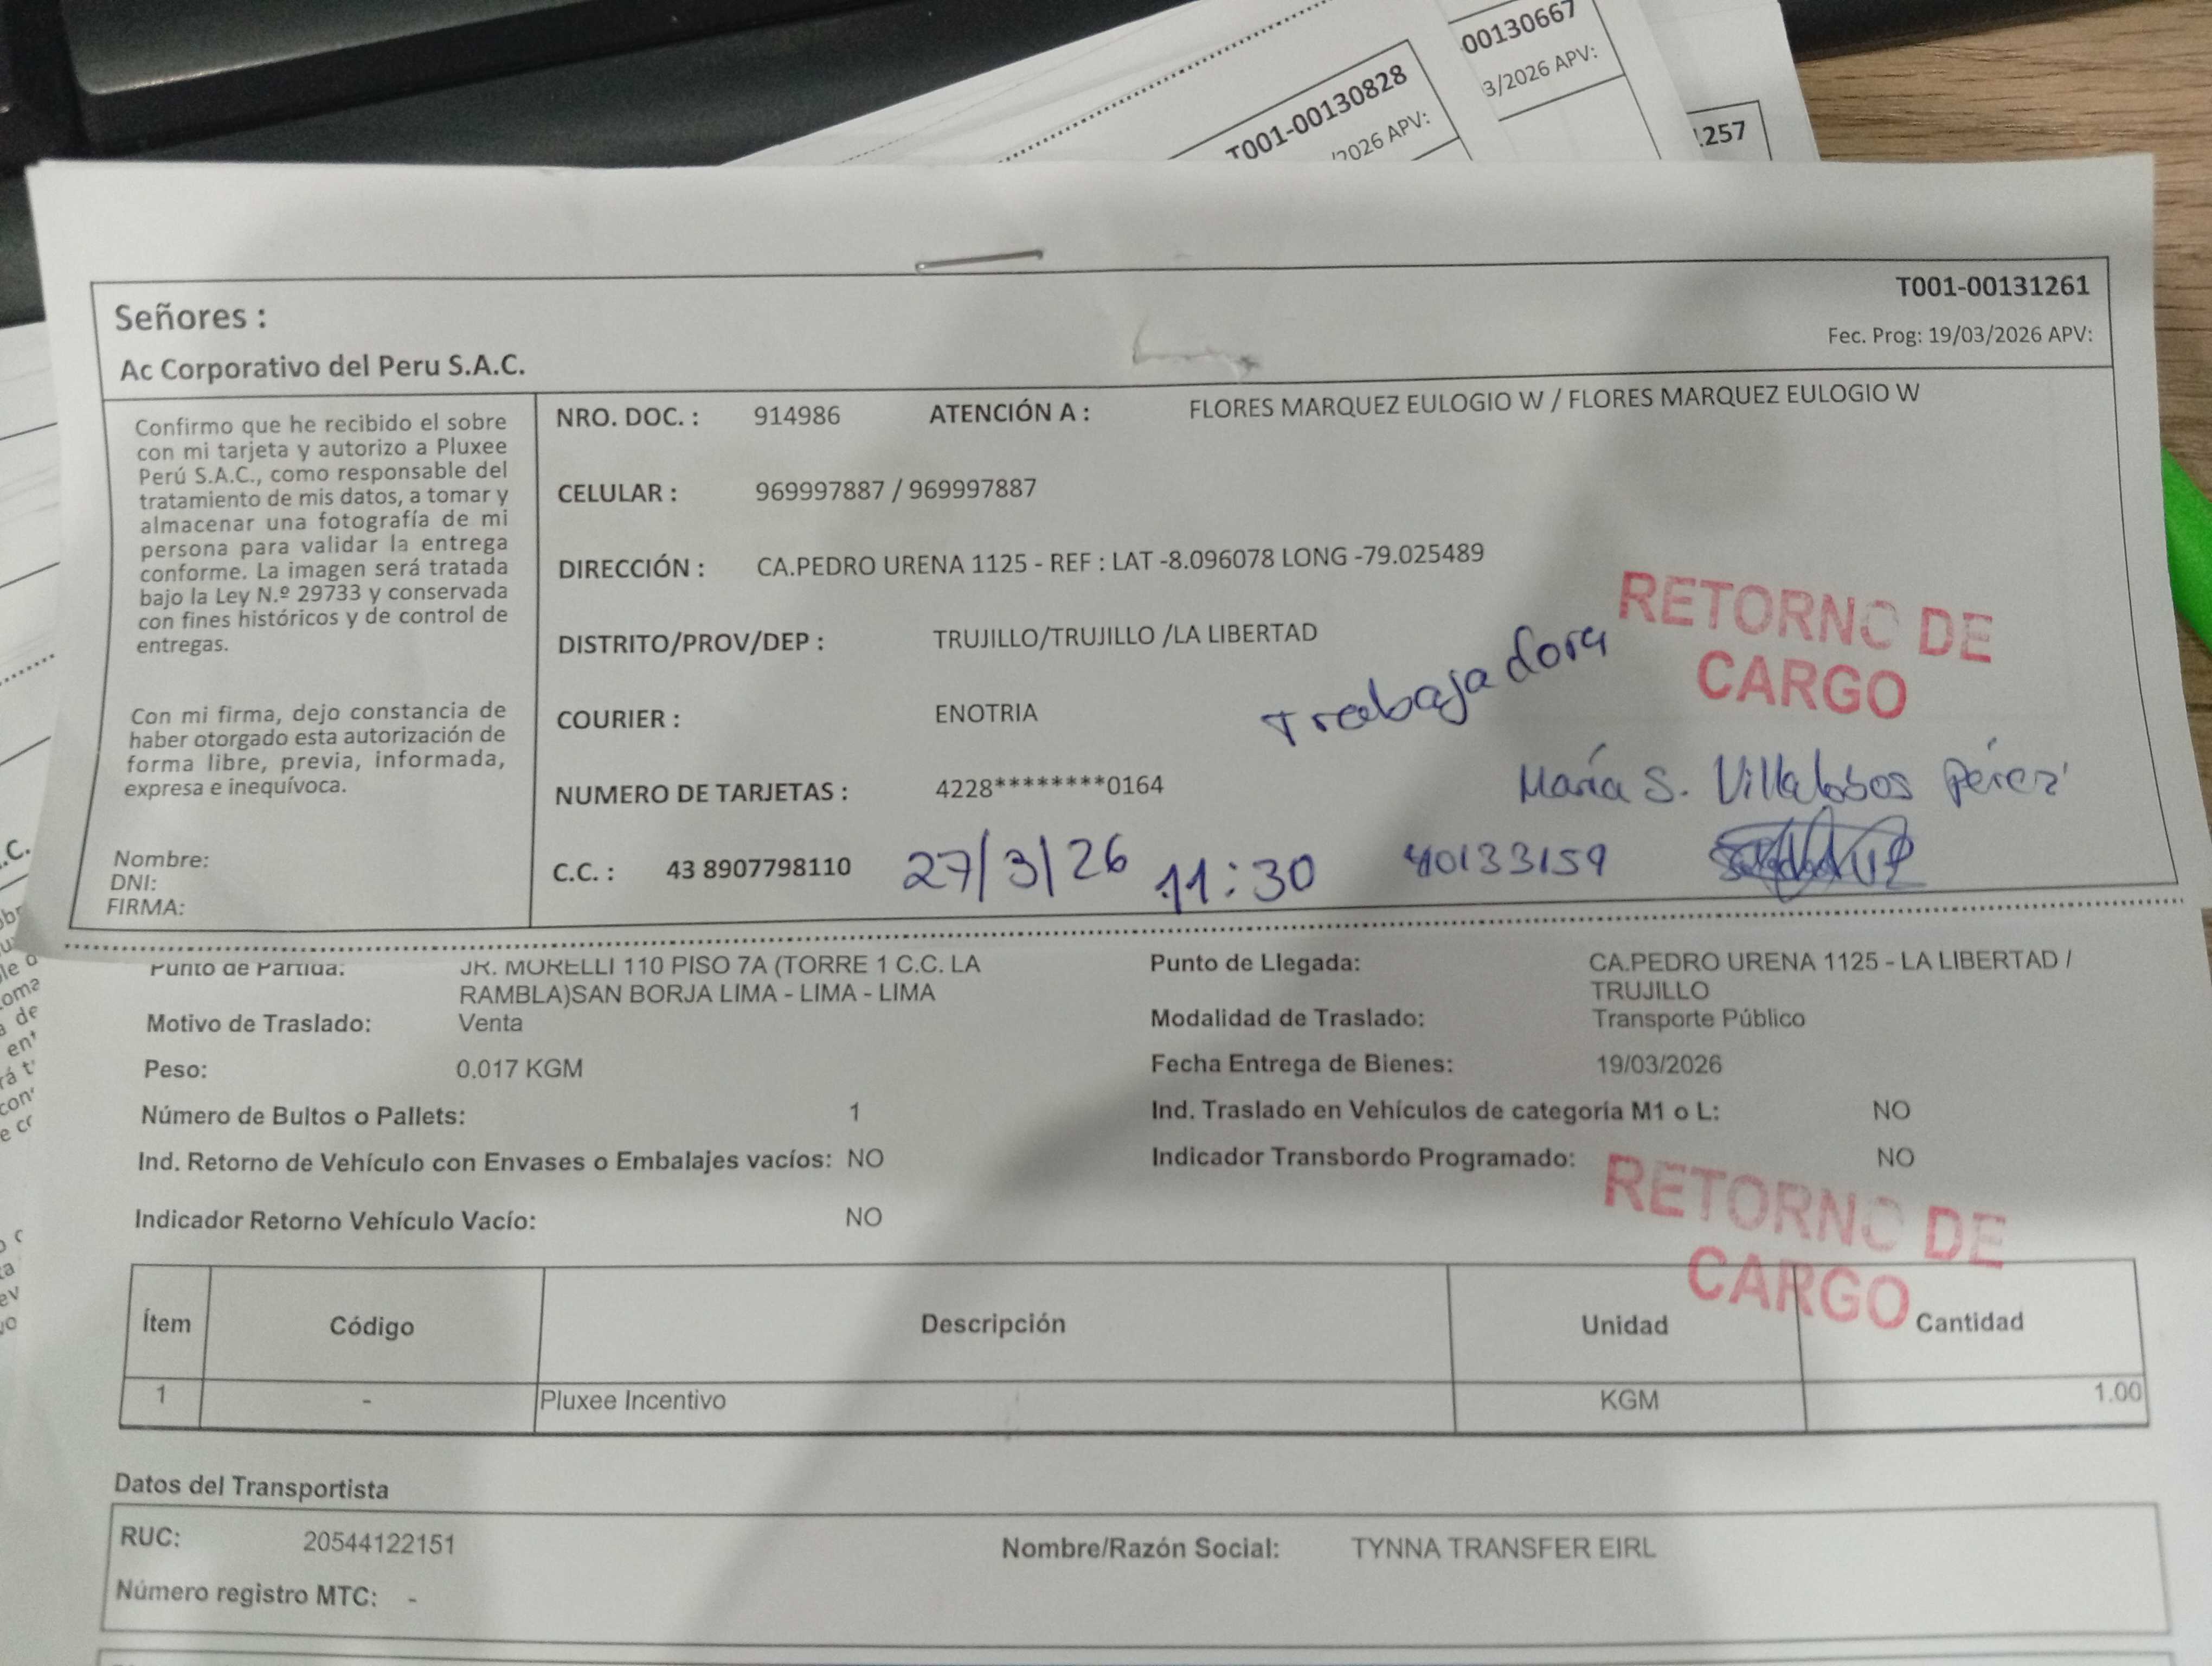 00130667
3/2026 APV:
T001-00130828
/2026 APV:
1257
T001-00131261
Señores :
Fec. Prog: 19/03/2026 APV:
Ac Corporativo del Peru S.A.C.
Confirmo que he recibido el sobre
con mi tarjeta y autorizo a Pluxee
Perú S.A.C., como responsable del
tratamiento de mis datos, a tomar y
almacenar una fotografía de mi
persona para validar la entrega
conforme. La imagen será tratada
bajo la Ley N.º 29733 y conservada
con fines históricos y de control de
entregas.
Con mi firma, dejo constancia de
haber otorgado esta autorización de
forma libre, previa, informada,
expresa e inequívoca.
Nombre:
DNI:
FIRMA:
NRO. DOC. : 914986 ATENCIÓN A : FLORES MARQUEZ EULOGIO W / FLORES MARQUEZ EULOGIO W
CELULAR : 969997887 / 969997887
DIRECCIÓN : CA.PEDRO URENA 1125 - REF : LAT -8.096078 LONG -79.025489
DISTRITO/PROV/DEP : TRUJILLO/TRUJILLO /LA LIBERTAD
RETORNO DE
CARGO
Trabajadora
COURIER : ENOTRIA
NUMERO DE TARJETAS : 4228********0164
María S. Villalobos Pérez
C.C. : 43 8907798110 27/3/26 11:30 40133159
Punto de Partida: JR. MORELLI 110 PISO 7A (TORRE 1 C.C. LA
RAMBLA)SAN BORJA LIMA - LIMA - LIMA
Punto de Llegada: CA.PEDRO URENA 1125 - LA LIBERTAD /
TRUJILLO
Motivo de Traslado: Venta
Modalidad de Traslado: Transporte Público
Peso: 0.017 KGM
Fecha Entrega de Bienes: 19/03/2026
Número de Bultos o Pallets: 1
Ind. Traslado en Vehículos de categoría M1 o L: NO
Ind. Retorno de Vehículo con Envases o Embalajes vacíos: NO
Indicador Transbordo Programado: NO
Indicador Retorno Vehículo Vacío: NO
RETORNO DE
CARGO
Ítem Código Descripción Unidad Cantidad
1 - Pluxee Incentivo KGM 1.00
Datos del Transportista
RUC: 20544122151 Nombre/Razón Social: TYNNA TRANSFER EIRL
Número registro MTC: -